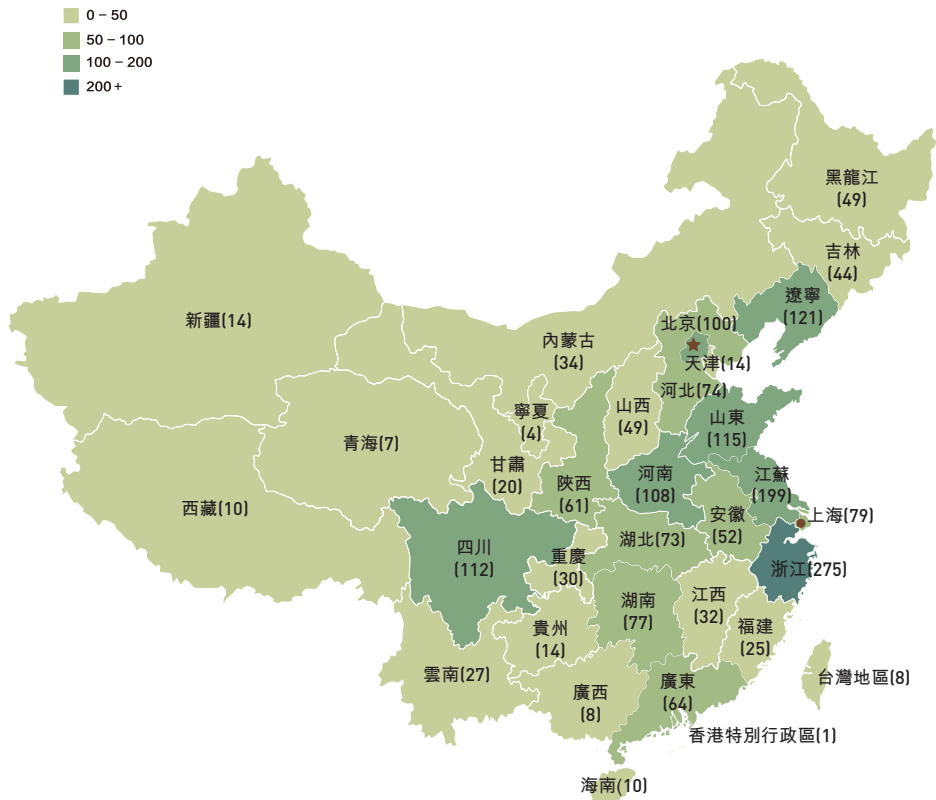 0 – 50
50 – 100
100 – 200
200 +
黑龍江
(49)
吉林
(44)
遼寧
(121)
新疆(14)
北京(100)
內蒙古
(34)
天津(14)
河北(74)
山西
(49)
寧夏
(4)
山東
(115)
青海(7)
甘肅
(20)
河南
(108)
江蘇
(199)
陝西
(61)
西藏(10)
安徽
(52)
上海(79)
湖北(73)
四川
(112)
重慶
(30)
浙江(275)
湖南
(77)
江西
(32)
貴州
(14)
福建
(25)
雲南(27)
廣西
(8)
廣東
(64)
台灣地區(8)
香港特別行政區(1)
海南(10)